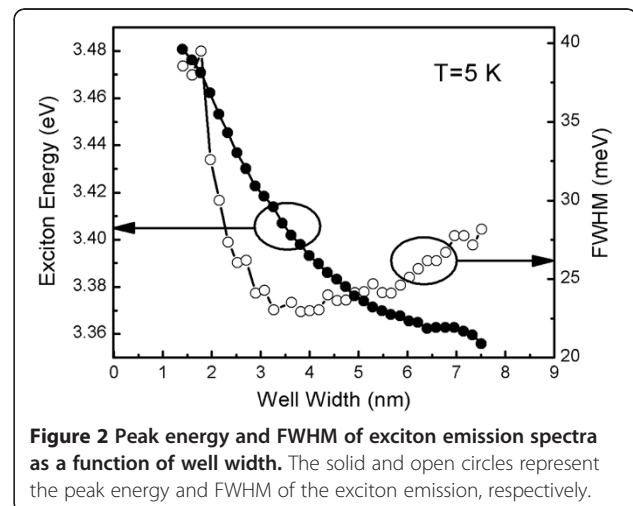 T=5 K
Exciton Energy (eV)
3.48
3.46
3.44
3.42
3.40
3.38
3.36
FWHM (meV)
40
35
30
25
20
0 1 2 3 4 5 6 7 8 9
Well Width (nm)
Figure 2 Peak energy and FWHM of exciton emission spectra
as a function of well width. The solid and open circles represent
the peak energy and FWHM of the exciton emission, respectively.